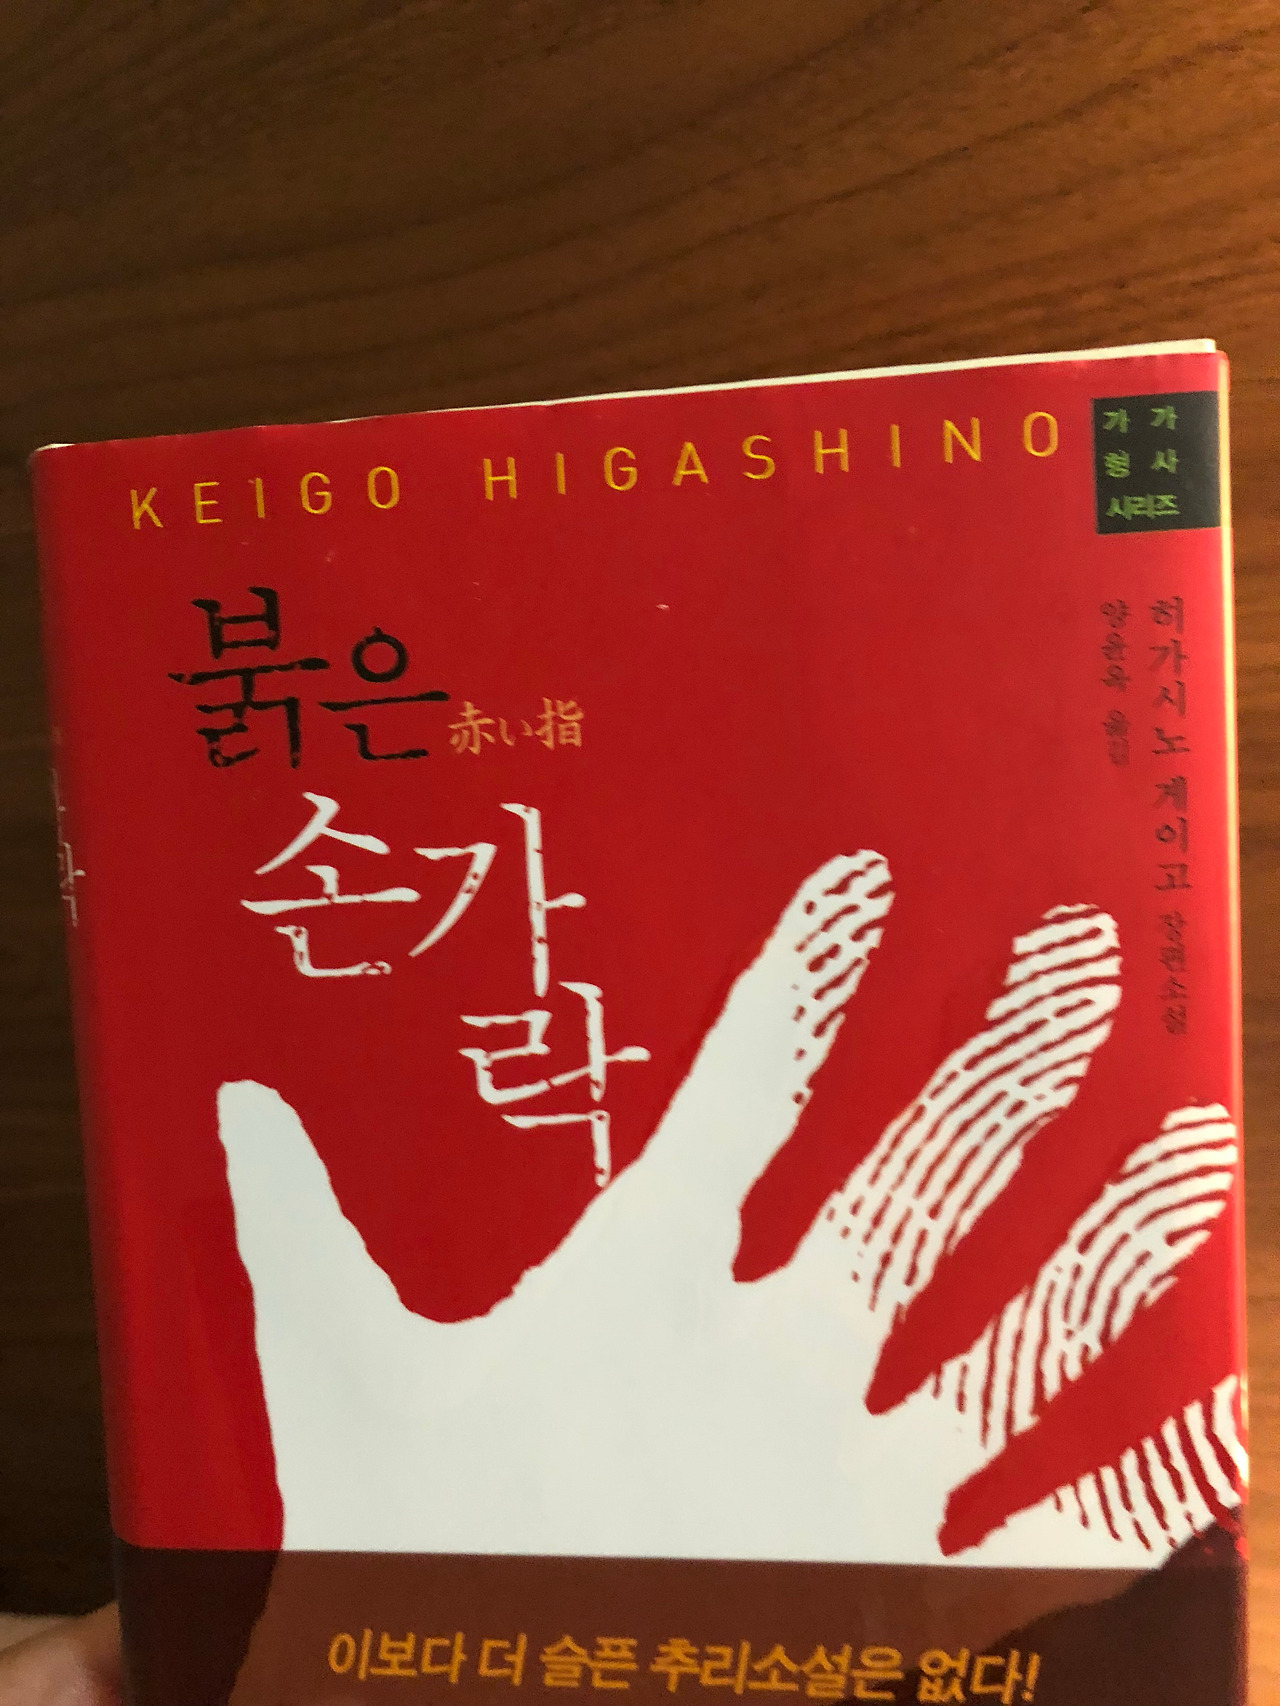 KEIGO HIGASHINO
가가
형사
시리즈
붉은
赤い指
손가
락
히가시노 게이고 장편소설
양윤옥 옮김
가
락
이보다 더 슬픈 추리소설은 없다!